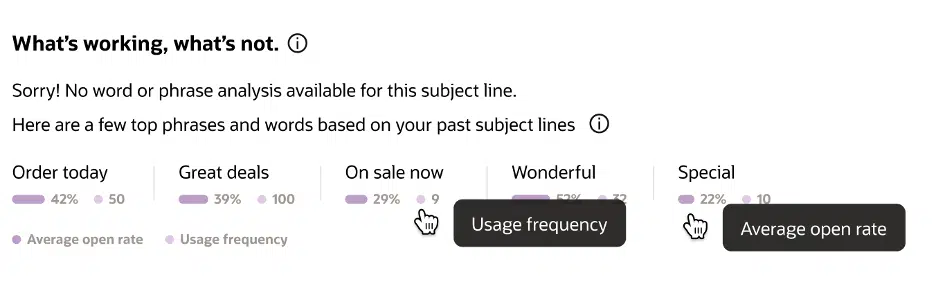 What's working, what's not.
Sorry! No word or phrase analysis available for this subject line.
Here are a few top phrases and words based on your past subject lines
Order today Great deals On sale now Wonderful Special
42% 50 39% 100 29% 9 52% 32 22% 10
Usage frequency Average open rate
Average open rate Usage frequency